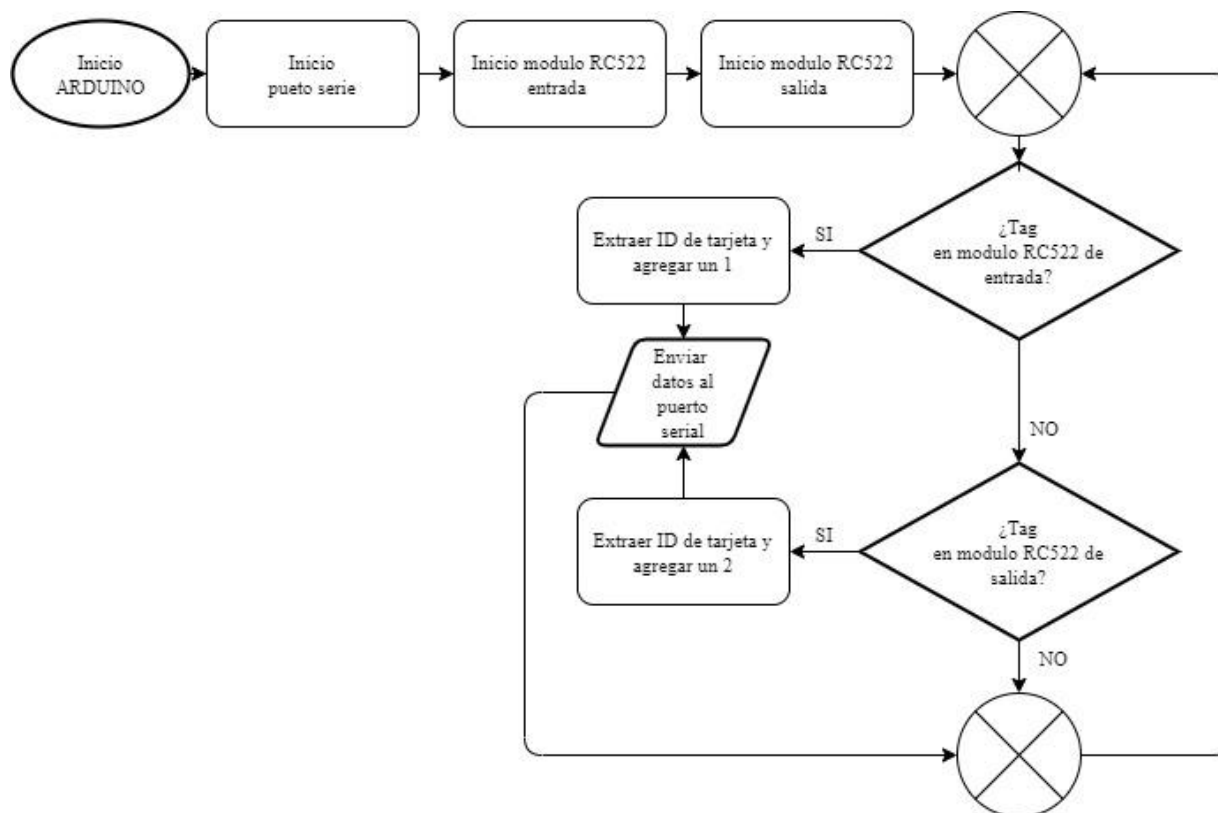 Inicio
ARDUINO
Inicio
pueto serie
Inicio modulo RC522
entrada
Inicio modulo RC522
salida
¿Tag
en modulo RC522 de
entrada?
SI
Extraer ID de tarjeta y
agregar un 1
Enviar
datos al
puerto
serial
NO
¿Tag
en modulo RC522 de
salida?
SI
Extraer ID de tarjeta y
agregar un 2
NO